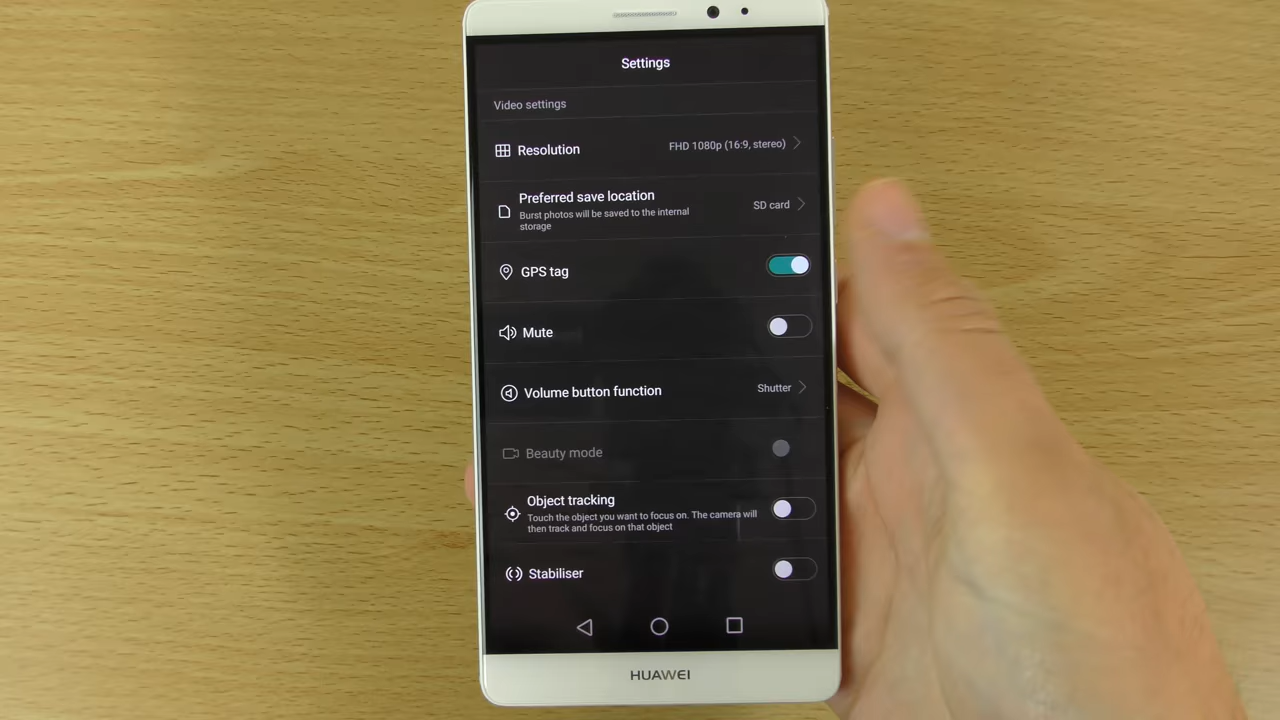 Settings
Video settings
Resolution
FHD 1080p (16:9, stereo)
Preferred save location
Burst photos will be saved to the internal
storage
SD card
GPS tag
Mute
Volume button function
Shutter
Beauty mode
Object tracking
Touch the object you want to focus on. The camera will
then track and focus on that object
Stabiliser
HUAWEI